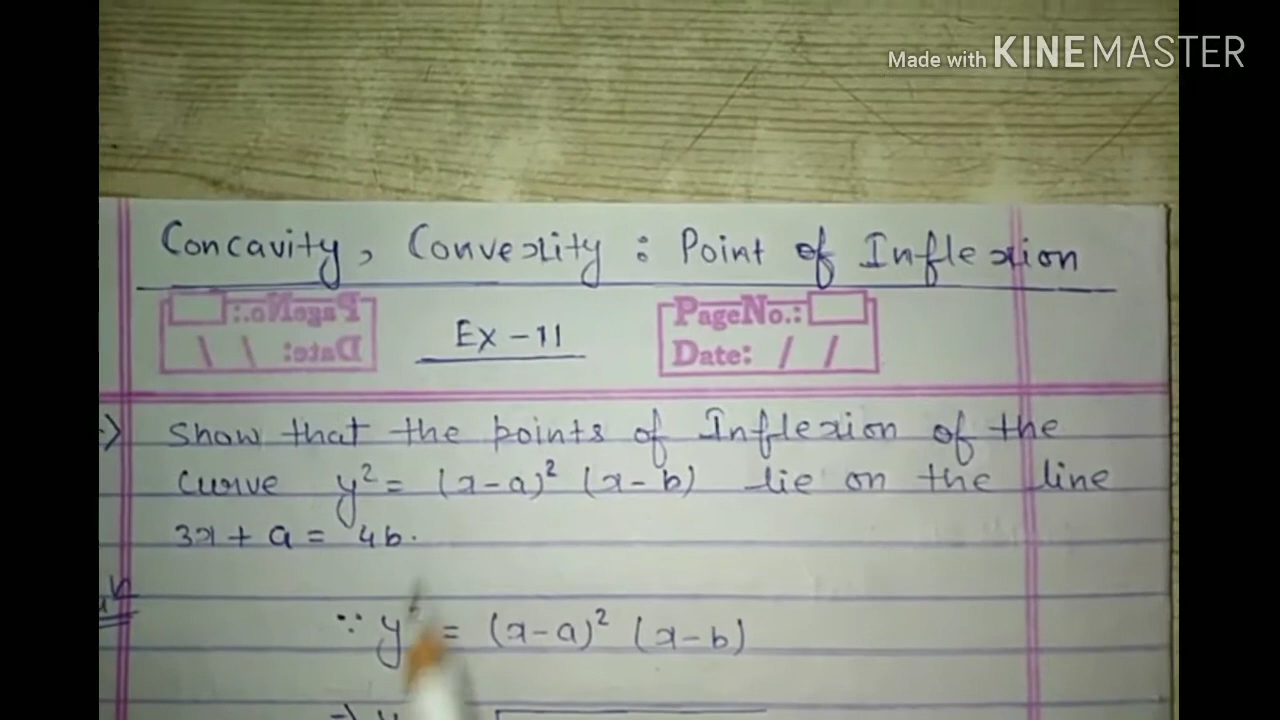 Made with KINEMASTER
Concavity, Convexity : Point of Inflexion
PageNo.: PageNo.:
Ex - 11
Date: / / Date: / /
Show that the points of Inflexion of the
curve y² = (x-a)² (x-b) lie on the line
3x + a = 4b.
∵ y² = (x-a)² (x-b)
⇒ y